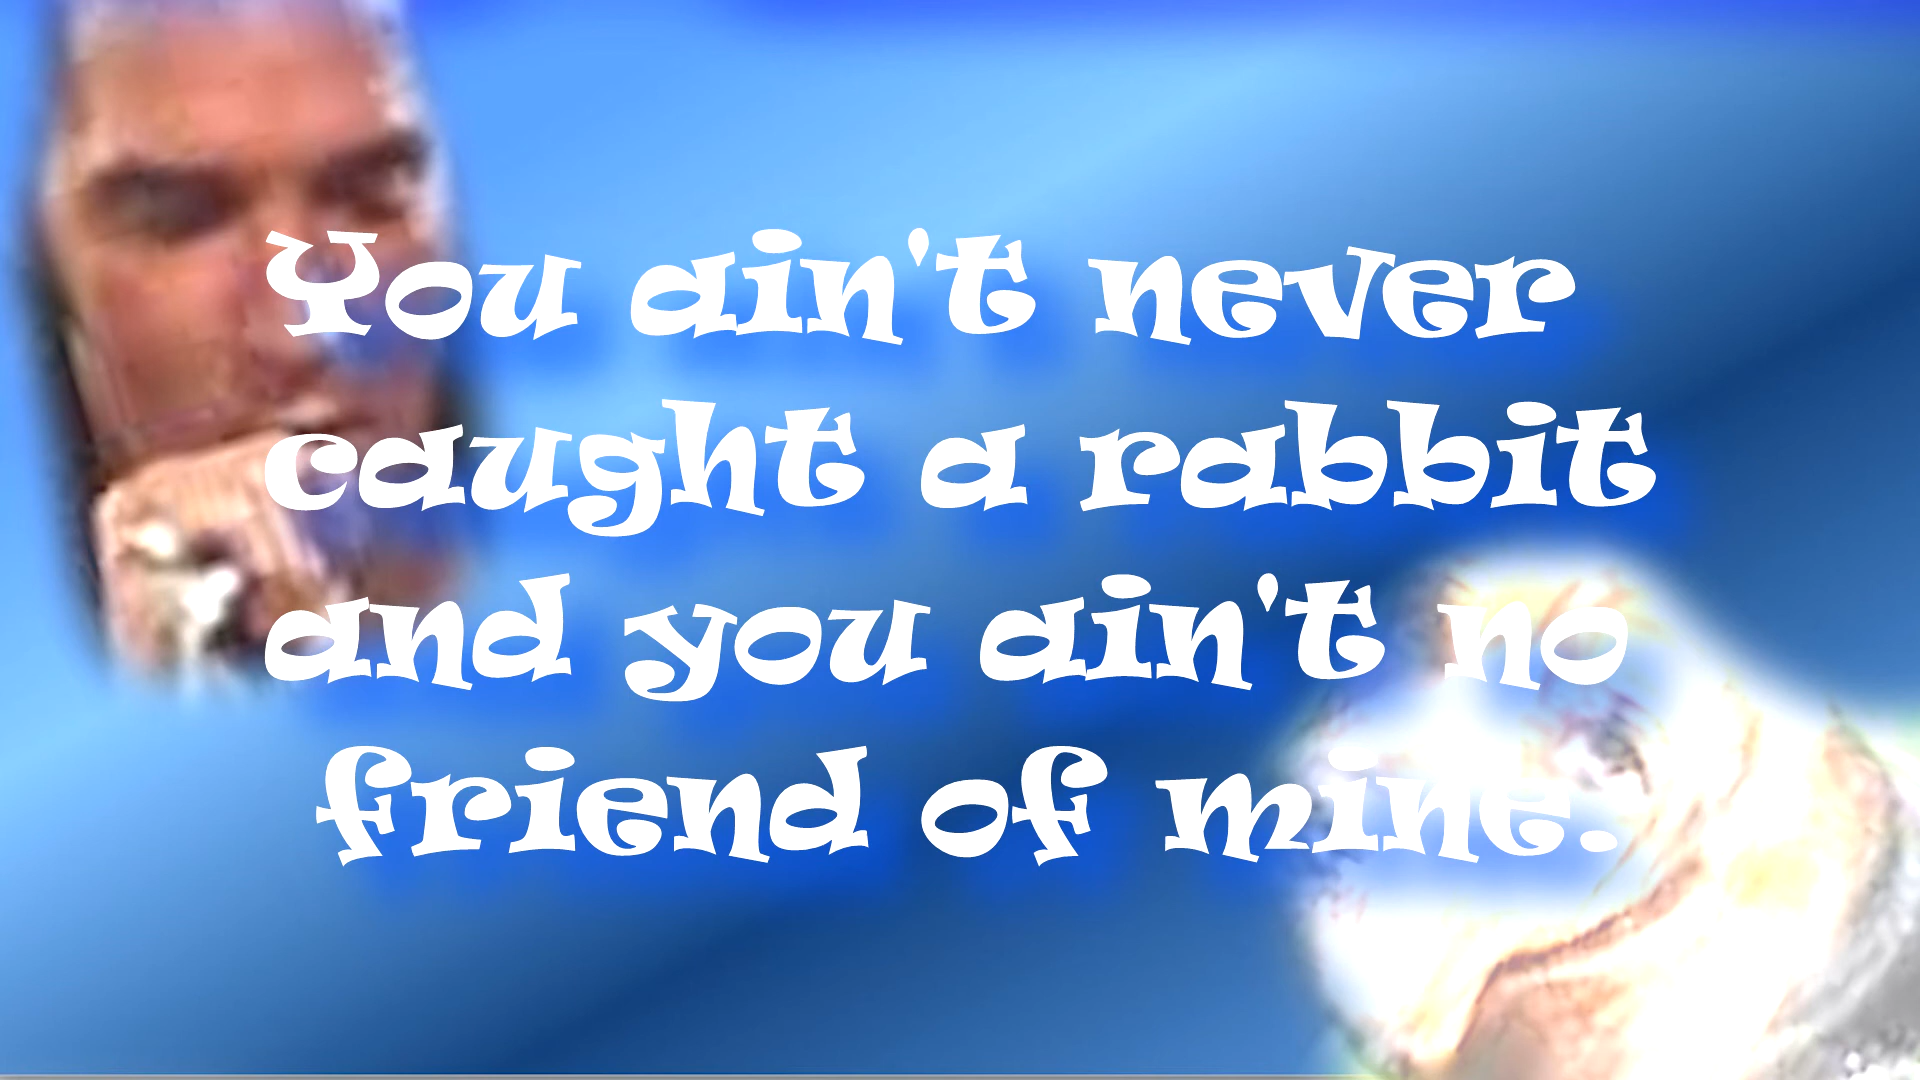 You ain't never
caught a rabbit
and you ain't no
friend of mine.